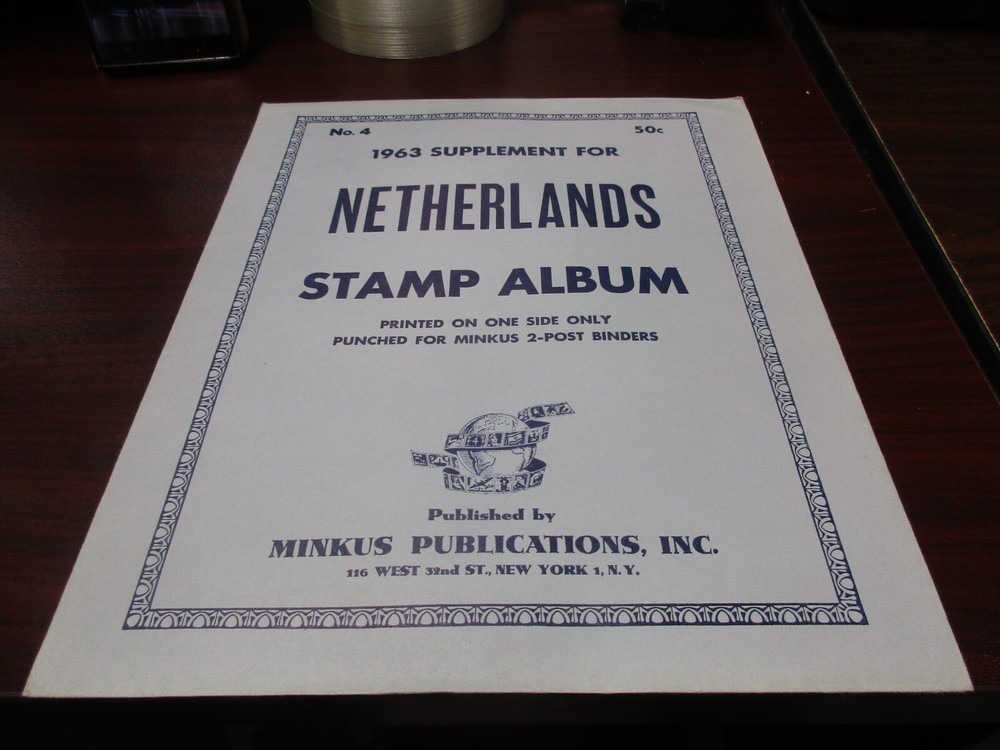 No. 4 50c
1963 SUPPLEMENT FOR
NETHERLANDS
STAMP ALBUM
PRINTED ON ONE SIDE ONLY
PUNCHED FOR MINKUS 2-POST BINDERS
Published by
MINKUS PUBLICATIONS, INC.
116 WEST 32nd ST., NEW YORK 1, N.Y.